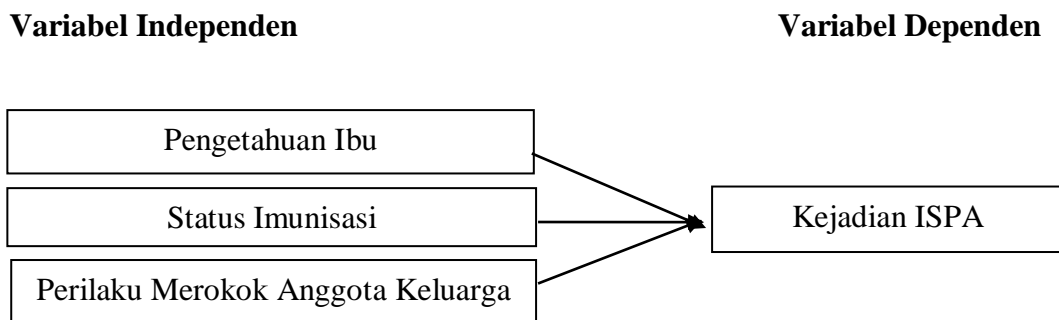 Variabel Independen
Variabel Dependen
Pengetahuan Ibu
Status Imunisasi
Kejadian ISPA
Perilaku Merokok Anggota Keluarga